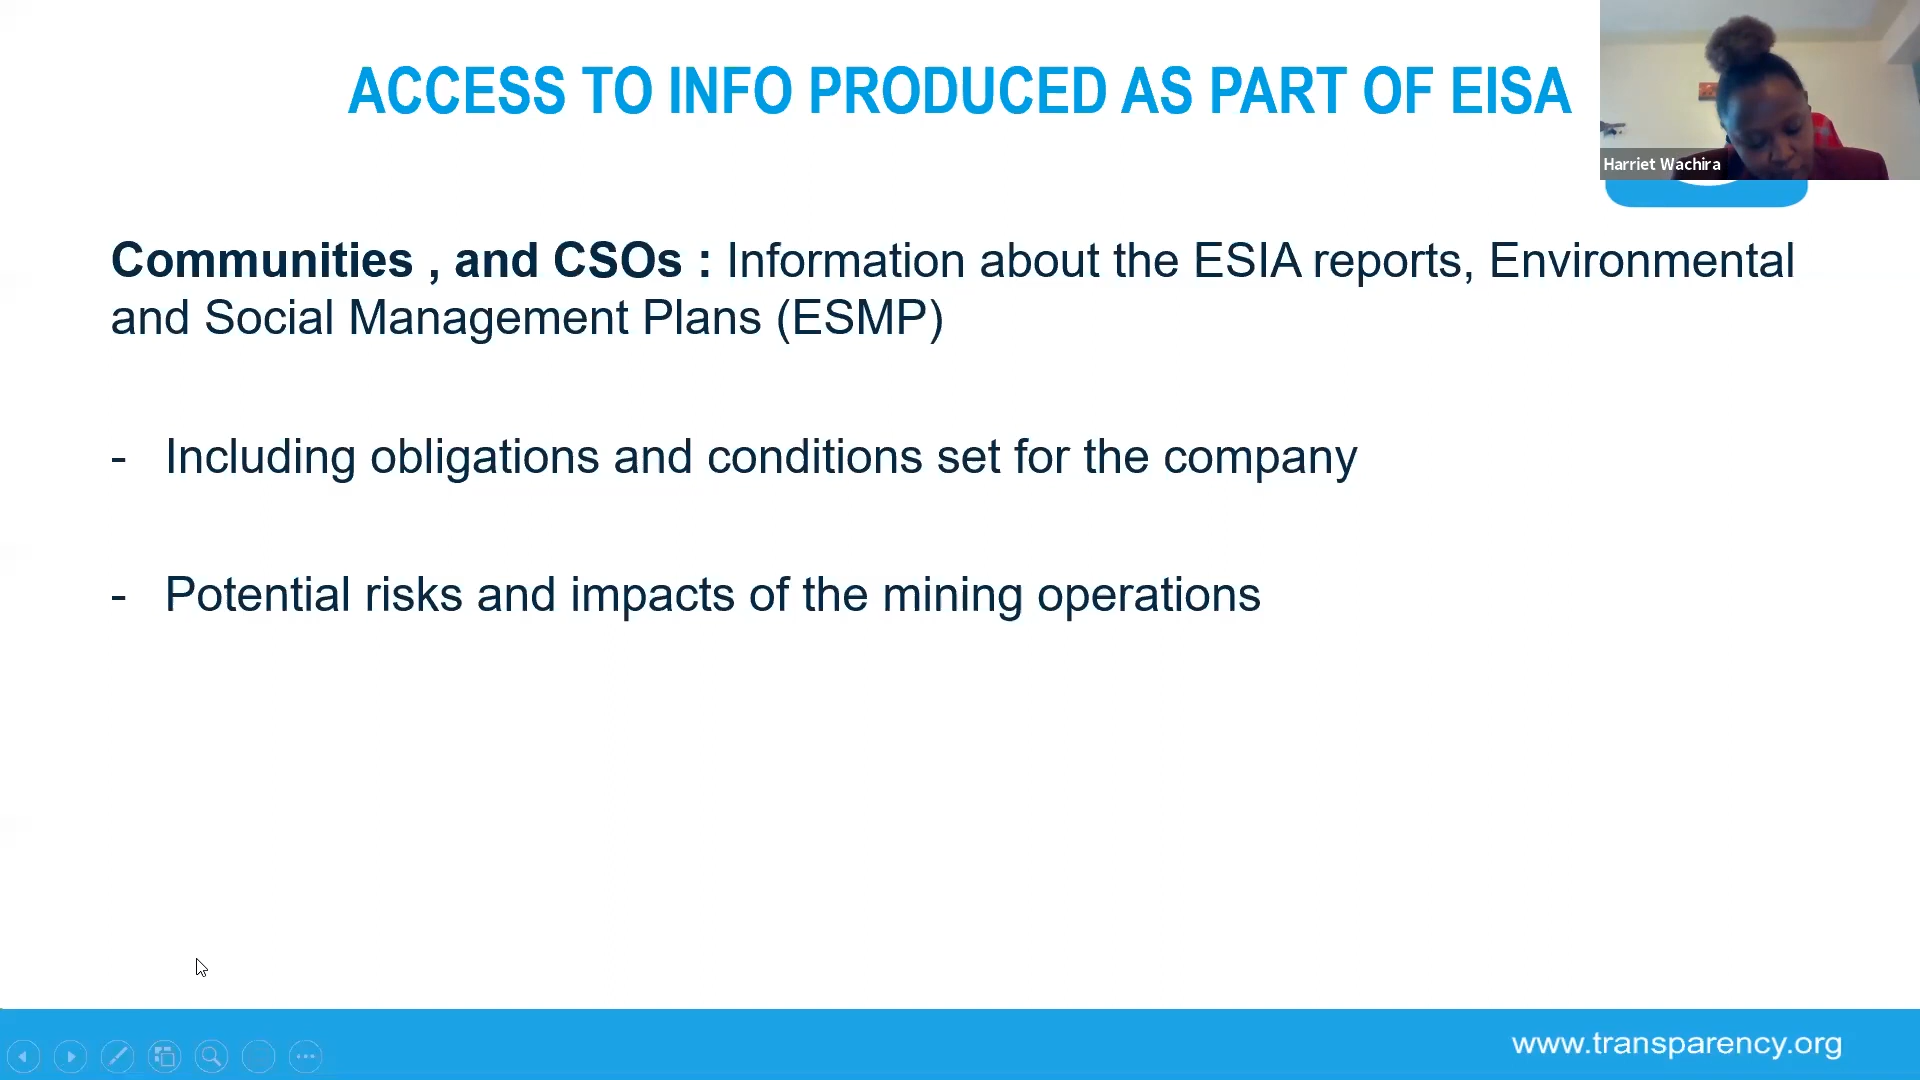 ACCESS TO INFO PRODUCED AS PART OF EISA
Harriet Wachira
Communities , and CSOs : Information about the ESIA reports, Environmental
and Social Management Plans (ESMP)
- Including obligations and conditions set for the company
- Potential risks and impacts of the mining operations
www.transparency.org